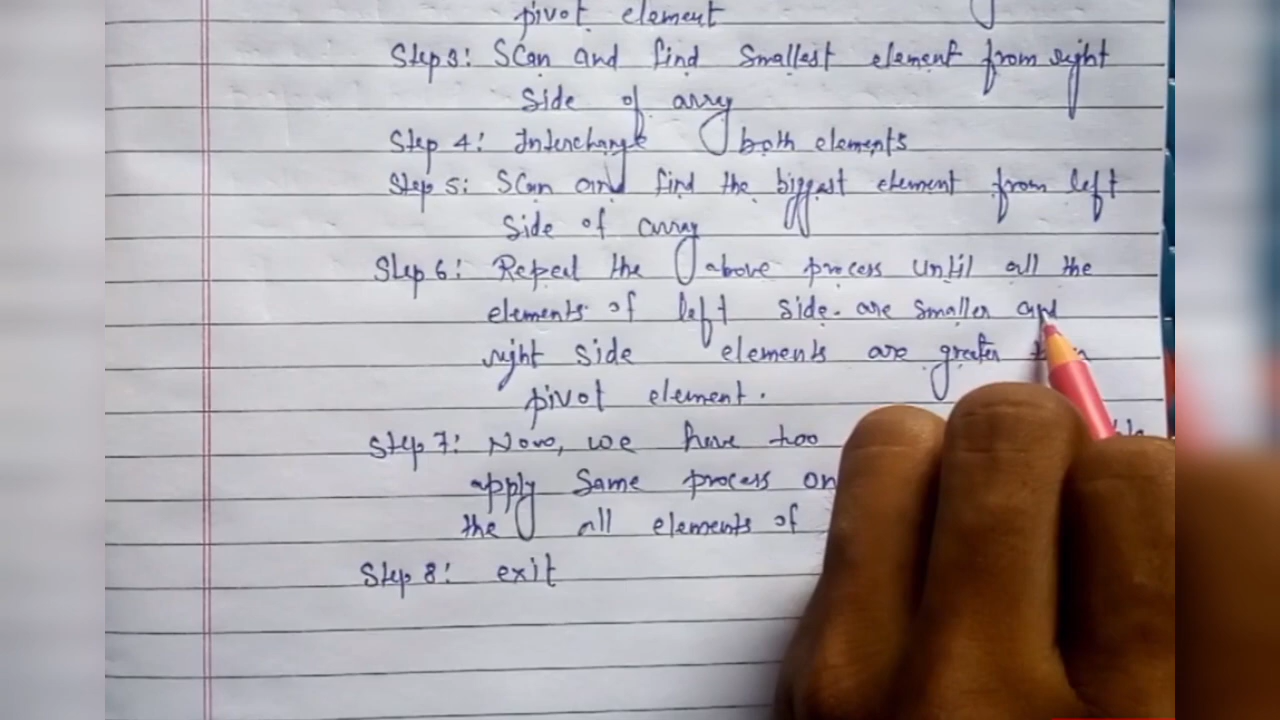 pivot element
Step 3: Scan and find smallest element from right
side of arry
Step 4: Interchange both elements
Step 5: Scan and find the biggest element from left
side of array
Step 6: Repeat the above process until all the
elements of left side are smaller and
right side elements are greater than
pivot element.
Step 7: Now, we have too
apply same process on
the all elements of
Step 8: exit